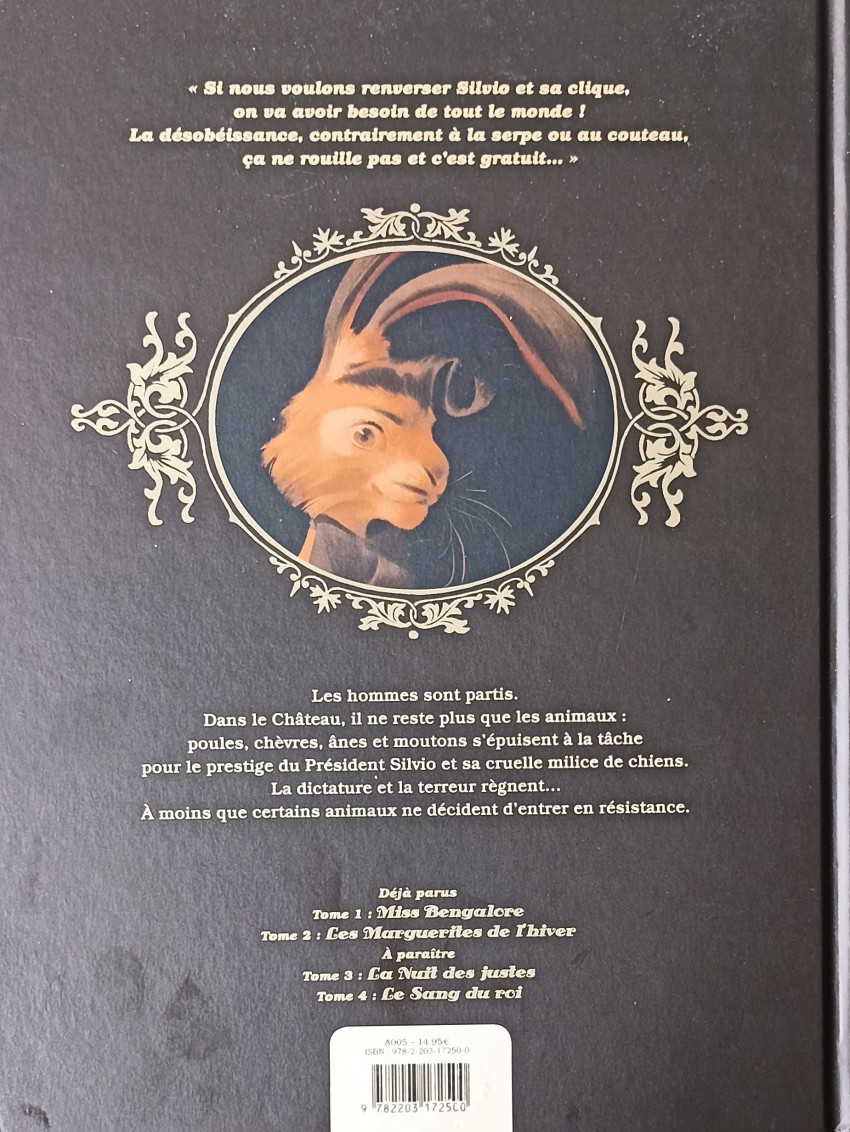 « Si nous voulons renverser Silvio et sa clique,
on va avoir besoin de tout le monde !
La désobéissance, contrairement à la serpe ou au couteau,
ça ne rouille pas et c'est gratuit... »
Les hommes sont partis.
Dans le Château, il ne reste plus que les animaux :
poules, chèvres, ânes et moutons s'épuisent à la tâche
pour le prestige du Président Silvio et sa cruelle milice de chiens.
La dictature et la terreur règnent...
À moins que certains animaux ne décident d'entrer en résistance.
Déjà parus
Tome 1 : Miss Bengalore
Tome 2 : Les Marguerites de l'hiver
À paraître
Tome 3 : La Nuit des justes
Tome 4 : Le Sang du roi
A005 – 14.95€
ISBN : 978-2-203-17250-0
9 782203 172500